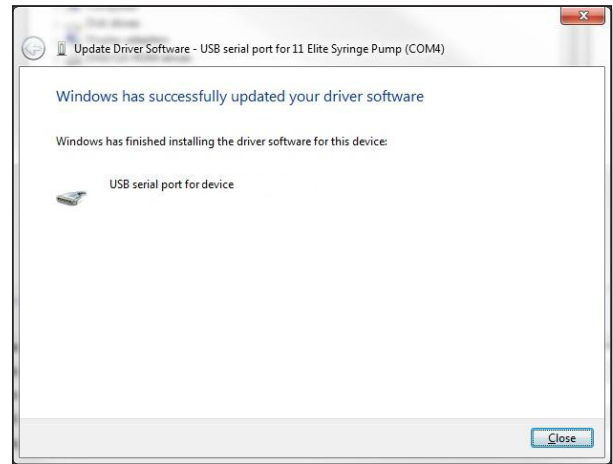 Update Driver Software - USB serial port for 11 Elite Syringe Pump (COM4)
Windows has successfully updated your driver software
Windows has finished installing the driver software for this device:
USB serial port for device
Close